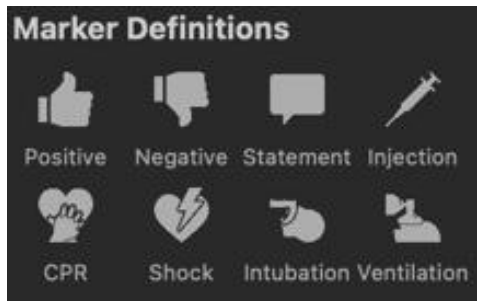 Marker Definitions
Positive Negative Statement Injection
CPR Shock Intubation Ventilation